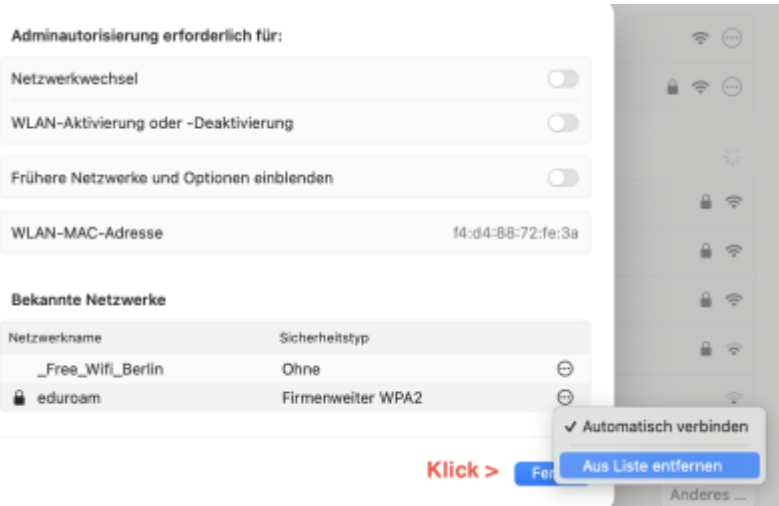 Adminautorisierung erforderlich für:
Netzwerkwechsel
WLAN-Aktivierung oder -Deaktivierung
Frühere Netzwerke und Optionen einblenden
WLAN-MAC-Adresse f4:d4:88:72:fe:3a
Bekannte Netzwerke
Netzwerkname Sicherheitstyp
_Free_Wifi_Berlin Ohne
eduroam Firmenweiter WPA2
✓ Automatisch verbinden
Aus Liste entfernen
Klick > Fer
Anderes ...